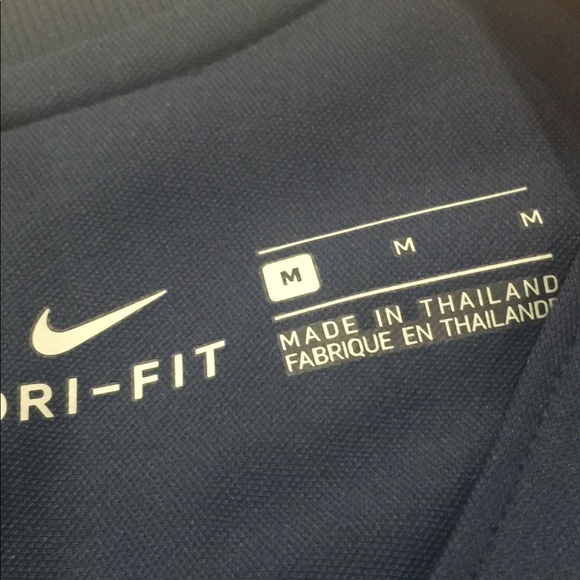 DRI-FIT
M M M
MADE IN THAILAND
FABRIQUE EN THAILANDE